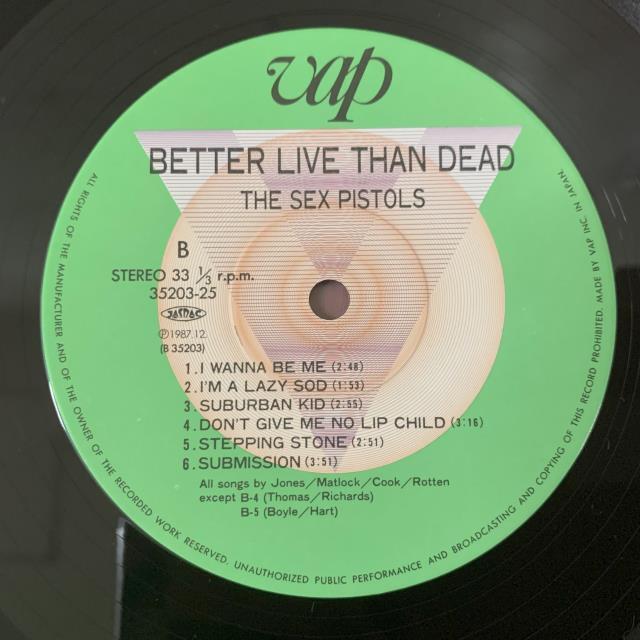 vap
BETTER LIVE THAN DEAD
THE SEX PISTOLS
B
STEREO 33 1/3 r.p.m.
35203-25
JASRAC
Ⓟ1987.12.
(B 35203)
1. I WANNA BE ME (2:48)
2. I'M A LAZY SOD (1:53)
3. SUBURBAN KID (2:55)
4. DON'T GIVE ME NO LIP CHILD (3:16)
5. STEPPING STONE (2:51)
6. SUBMISSION (3:51)
All songs by Jones/Matlock/Cook/Rotten
except B-4 (Thomas/Richards)
B-5 (Boyle/Hart)
ALL RIGHTS OF THE MANUFACTURER AND OF THE OWNER OF THE RECORDED WORK RESERVED, UNAUTHORIZED PUBLIC PERFORMANCE AND BROADCASTING AND COPYING OF THIS RECORD PROHIBITED. MADE BY VAP INC. IN JAPAN.